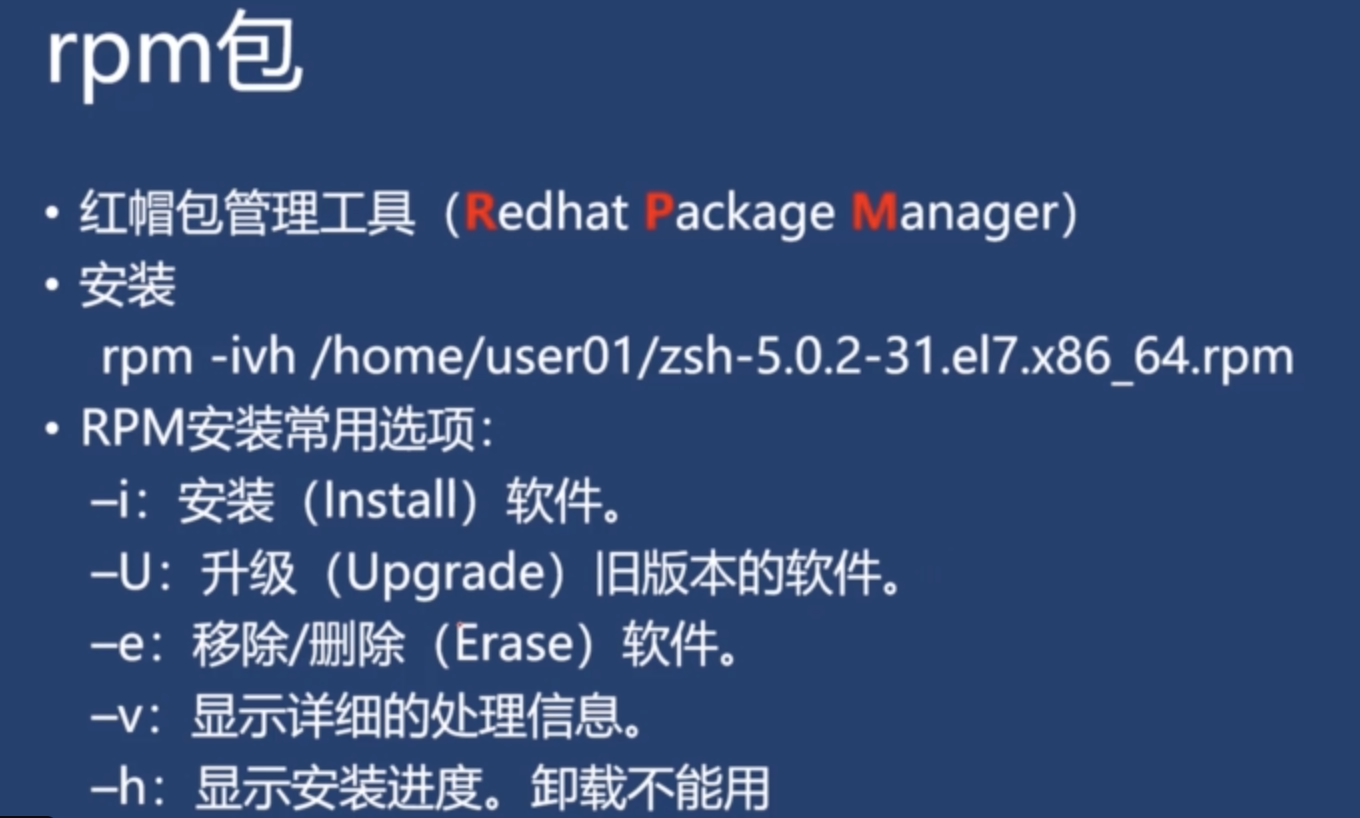 rpm包
• 红帽包管理工具（Redhat Package Manager）
• 安装
rpm -ivh /home/user01/zsh-5.0.2-31.el7.x86_64.rpm
• RPM安装常用选项：
–i：安装（Install）软件。
–U：升级（Upgrade）旧版本的软件。
–e：移除/删除（Erase）软件。
–v：显示详细的处理信息。
–h：显示安装进度。卸载不能用